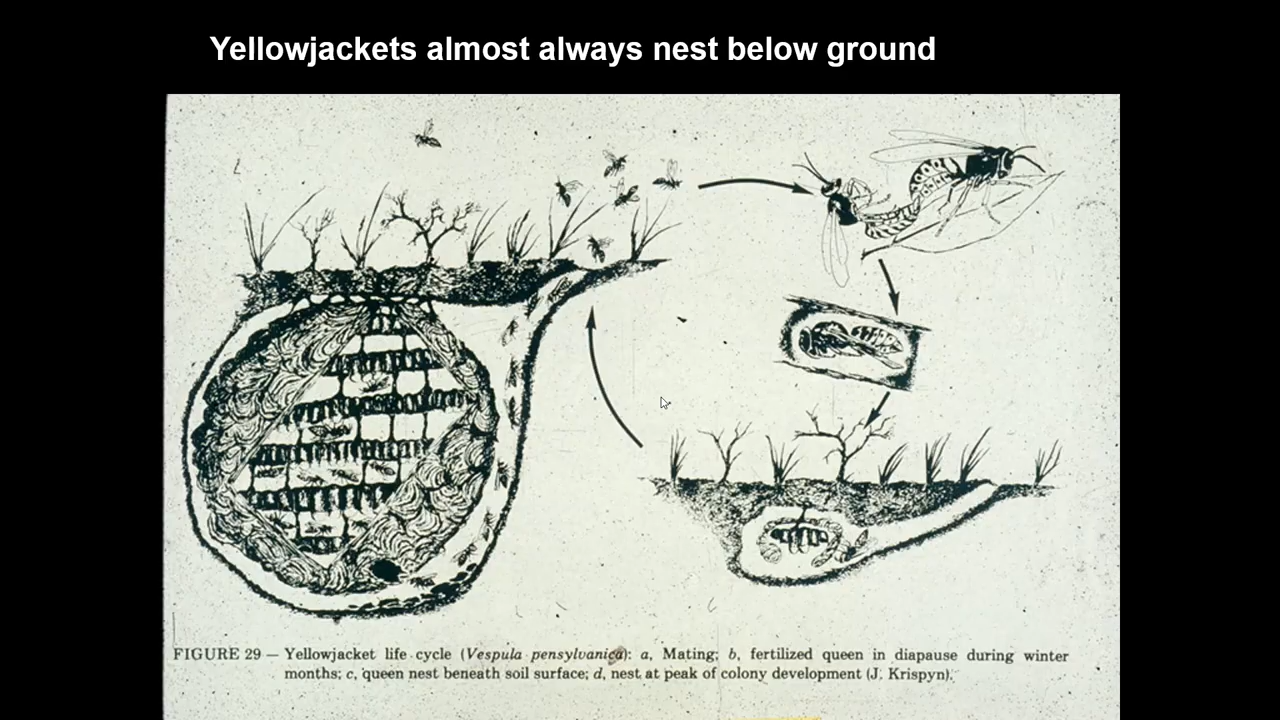 Yellowjackets almost always nest below ground
FIGURE 29 — Yellowjacket life cycle (Vespula pensylvanica): a, Mating; b, fertilized queen in diapause during winter
months; c, queen nest beneath soil surface; d, nest at peak of colony development (J. Krispyn).